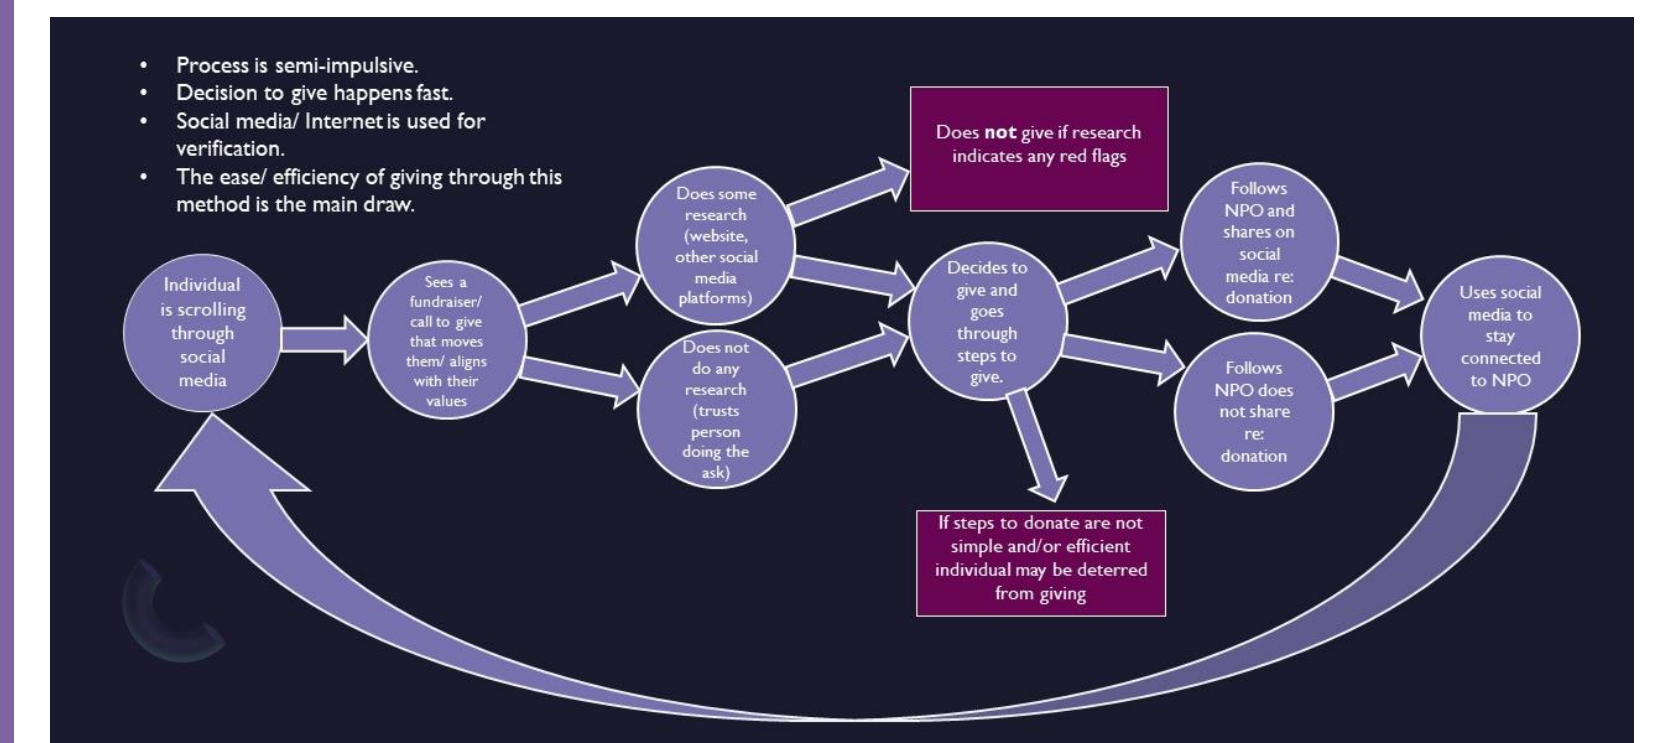 • Process is semi-impulsive.
• Decision to give happens fast.
• Social media/ Internet is used for
verification.
• The ease/ efficiency of giving through this
method is the main draw.
Individual
is scrolling
through
social
media
Sees a
fundraiser/
call to give
that moves
them/ aligns
with their
values
Does some
research
(website,
other social
media
platforms)
Does not
do any
research
(trusts
person
doing the
ask)
Does not give if research
indicates any red flags
Decides to
give and
goes
through
steps to
give.
If steps to donate are not
simple and/or efficient
individual may be deterred
from giving
Follows
NPO and
shares on
social
media re:
donation
Follows
NPO does
not share
re:
donation
Uses social
media to
stay
connected
to NPO